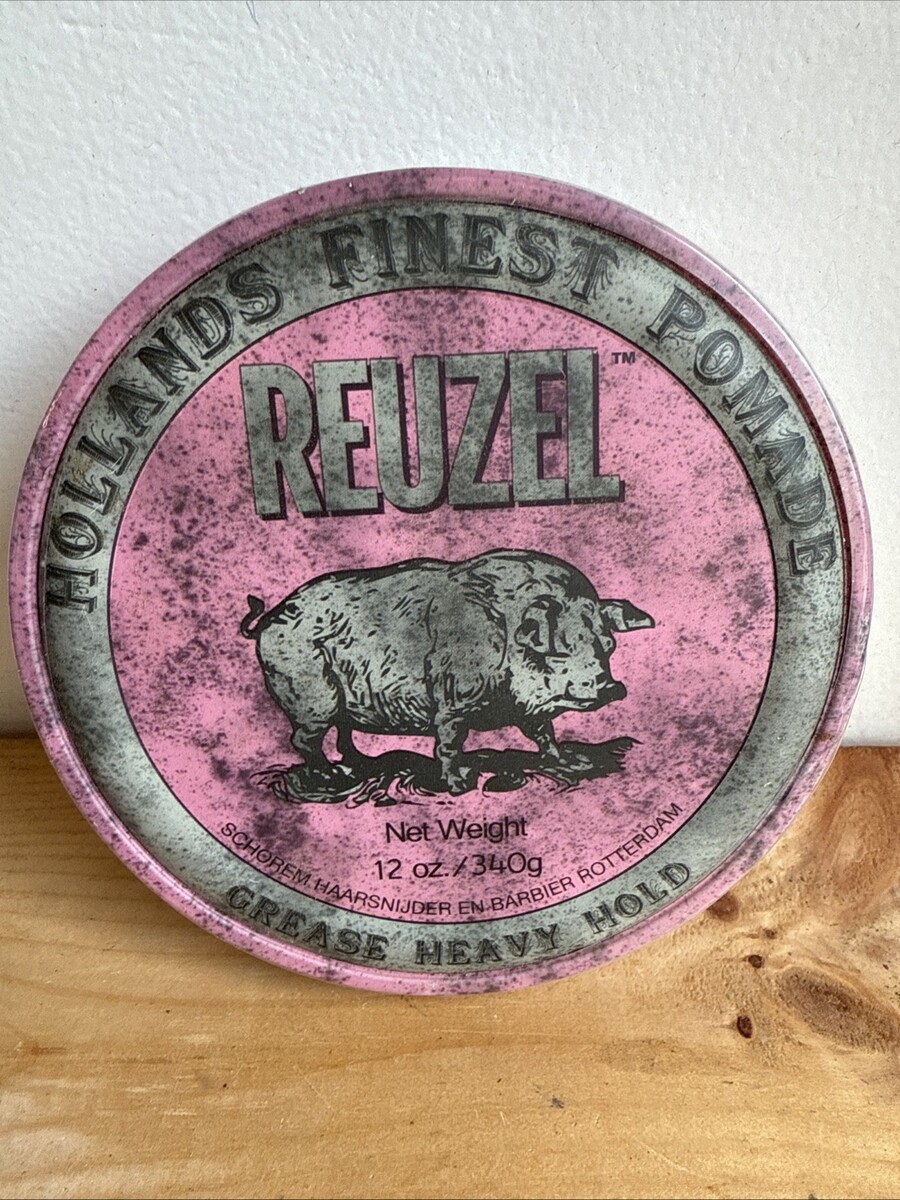 HOLLANDS FINEST POMADE
REUZEL™
Net Weight
12 oz./340g
SCHOREM HAARSNIJDER EN BARBIER ROTTERDAM
GREASE HEAVY HOLD